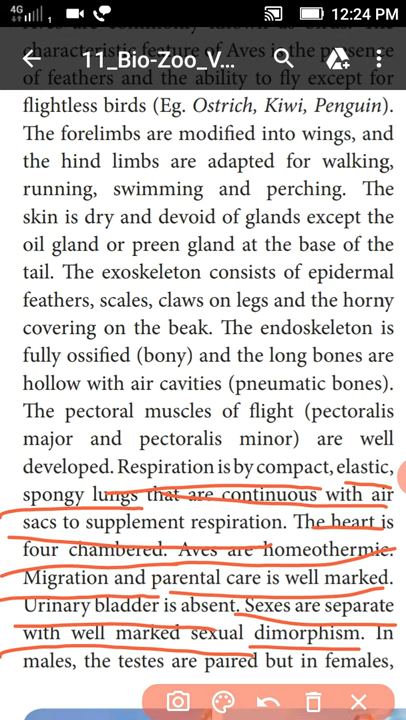 4G
1
12:24 PM
11_Bio-Zoo_V...
characteristic feature of Aves is the presence
of feathers and the ability to fly except for
flightless birds (Eg. Ostrich, Kiwi, Penguin).
The forelimbs are modified into wings, and
the hind limbs are adapted for walking,
running, swimming and perching. The
skin is dry and devoid of glands except the
oil gland or preen gland at the base of the
tail. The exoskeleton consists of epidermal
feathers, scales, claws on legs and the horny
covering on the beak. The endoskeleton is
fully ossified (bony) and the long bones are
hollow with air cavities (pneumatic bones).
The pectoral muscles of flight (pectoralis
major and pectoralis minor) are well
developed. Respiration is by compact, elastic,
spongy lungs that are continuous with air
sacs to supplement respiration. The heart is
four chambered. Aves are homeothermic.
Migration and parental care is well marked.
Urinary bladder is absent. Sexes are separate
with well marked sexual dimorphism. In
males, the testes are paired but in females,